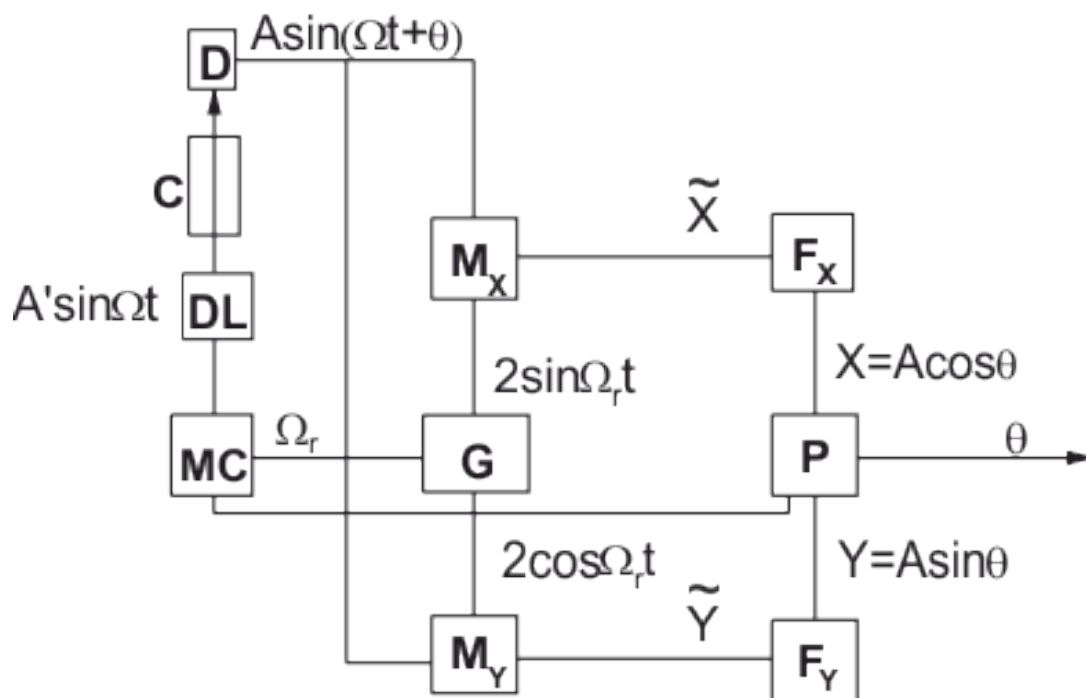 Asin(Ωt+θ)
D
C
X̃
M_X
F_X
A'sinΩt
DL
2sinΩ_rt
X=Acosθ
MC
Ω_r
G
P
θ
2cosΩ_rt
Y=Asinθ
Ỹ
M_Y
F_Y